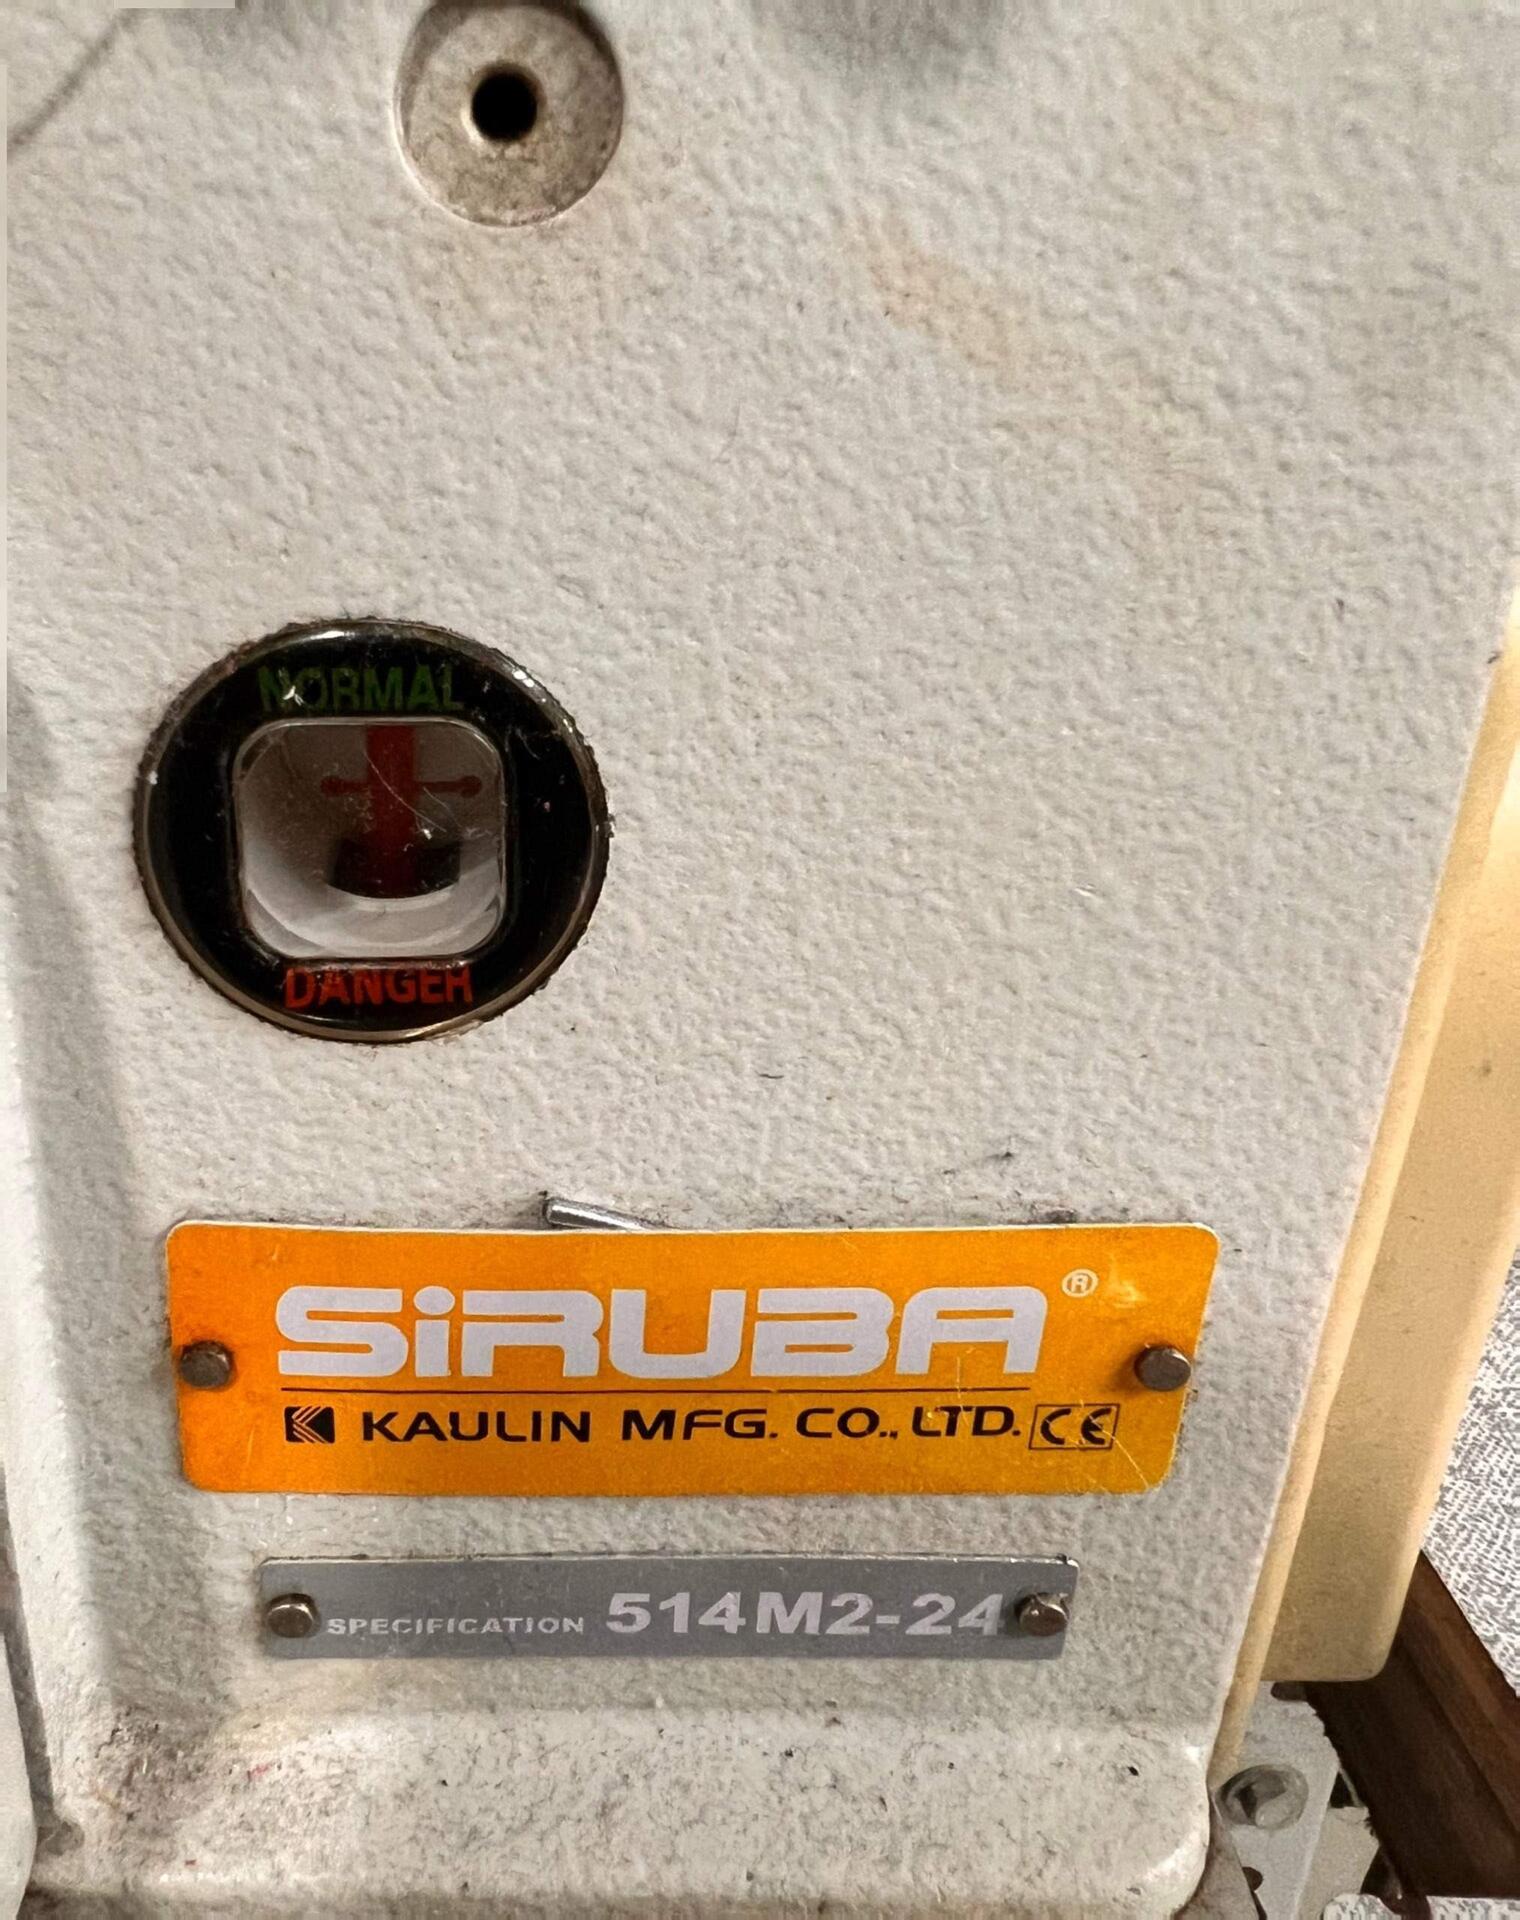 NORMAL
DANGER
SiRUBA®
KAULIN MFG. CO., LTD. CE
SPECIFICATION 514M2-24